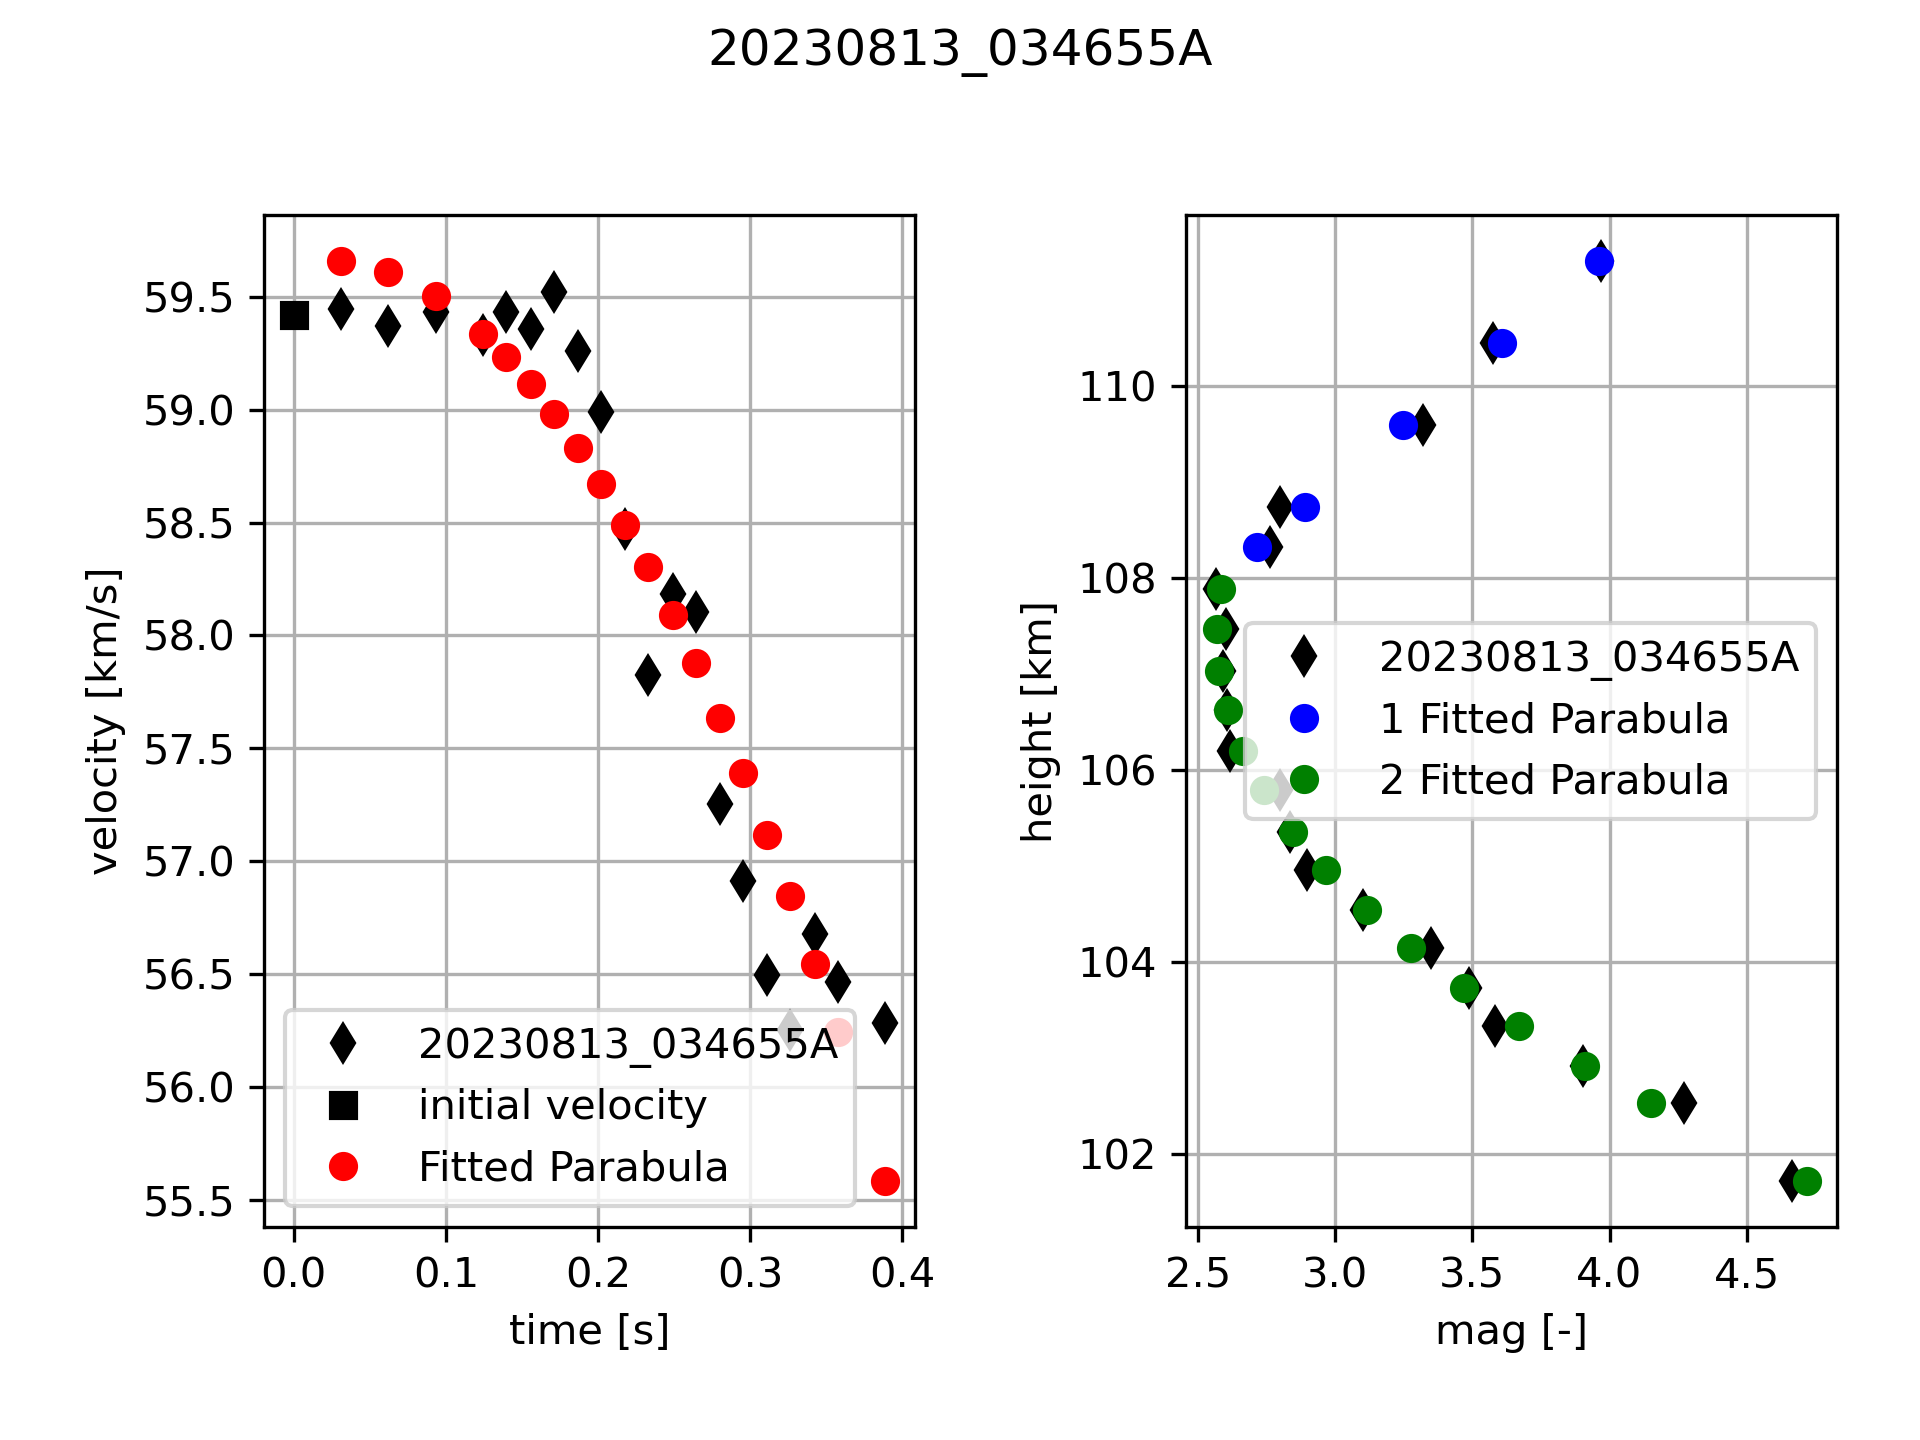 20230813_034655A
velocity [km/s]
59.5
59.0
58.5
58.0
57.5
57.0
56.5
56.0
55.5
20230813_034655A
initial velocity
Fitted Parabula
0.0 0.1 0.2 0.3 0.4
time [s]
height [km]
110
108
106
104
102
20230813_034655A
1 Fitted Parabula
2 Fitted Parabula
2.5 3.0 3.5 4.0 4.5
mag [-]